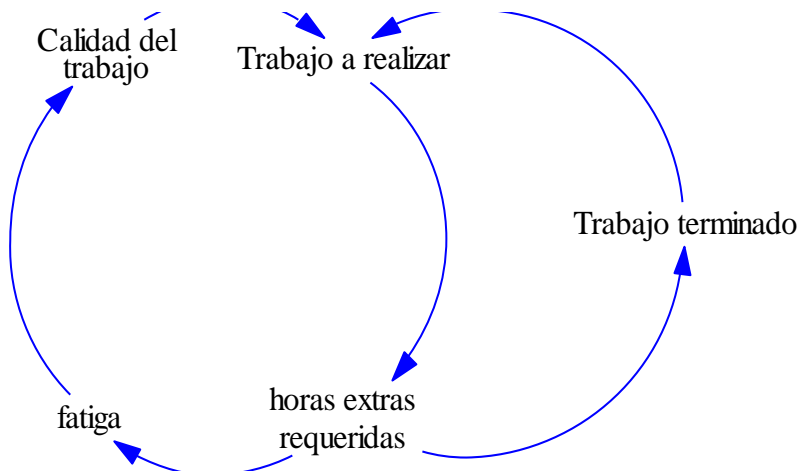 Calidad del
trabajo
Trabajo a realizar
Trabajo terminado
horas extras
requeridas
fatiga